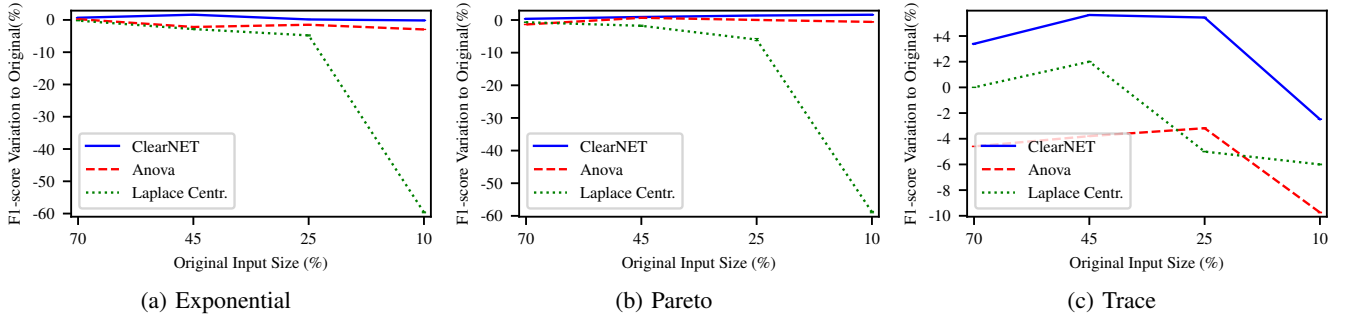 F1-score Variation to Original(%)
0
-10
-20
-30
-40
-50
-60
ClearNET
Anova
Laplace Centr.
70
45
25
10
Original Input Size (%)
(a) Exponential
F1-score Variation to Original(%)
0
-10
-20
-30
-40
-50
-60
ClearNET
Anova
Laplace Centr.
70
45
25
10
Original Input Size (%)
(b) Pareto
F1-score Variation to Original(%)
+4
+2
0
-2
-4
-6
-8
-10
ClearNET
Anova
Laplace Centr.
70
45
25
10
Original Input Size (%)
(c) Trace